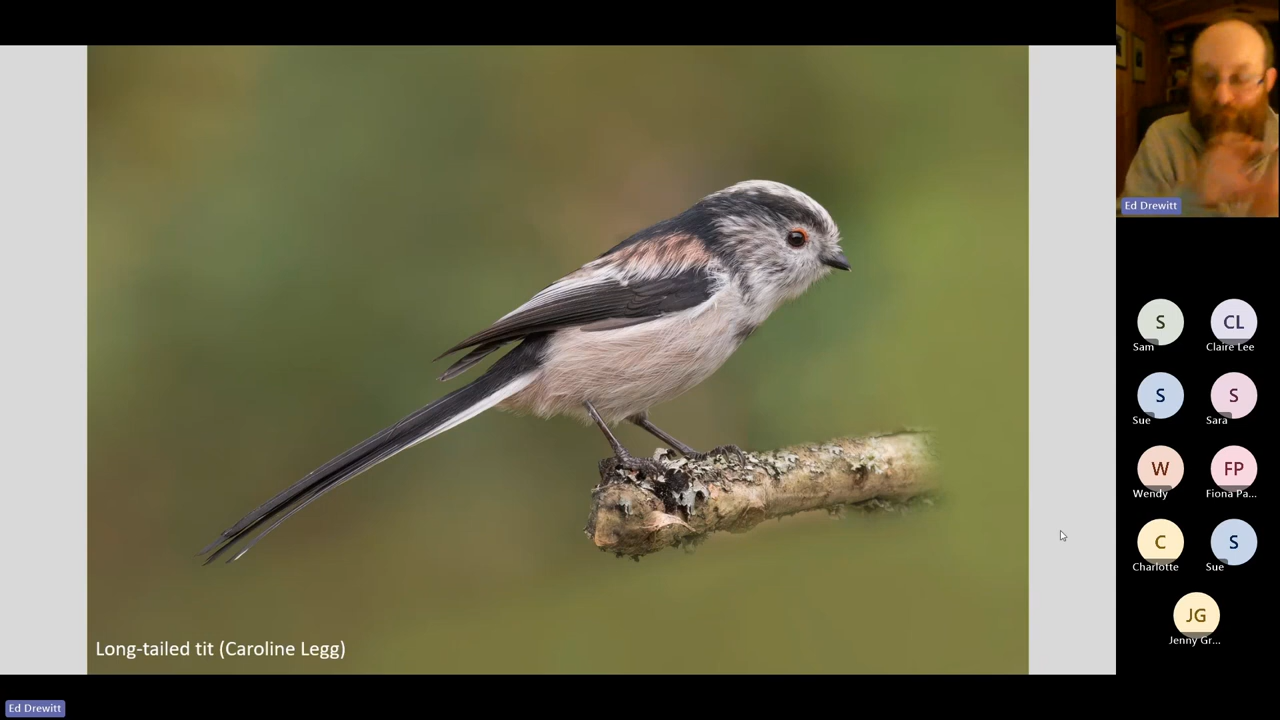 Ed Drewitt
S
CL
Sam
Claire Lee
S
S
Sue
Sara
W
FP
Wendy
Fiona Pa...
C
S
Charlotte
Sue
JG
Jenny Gr...
Long-tailed tit (Caroline Legg)
Ed Drewitt